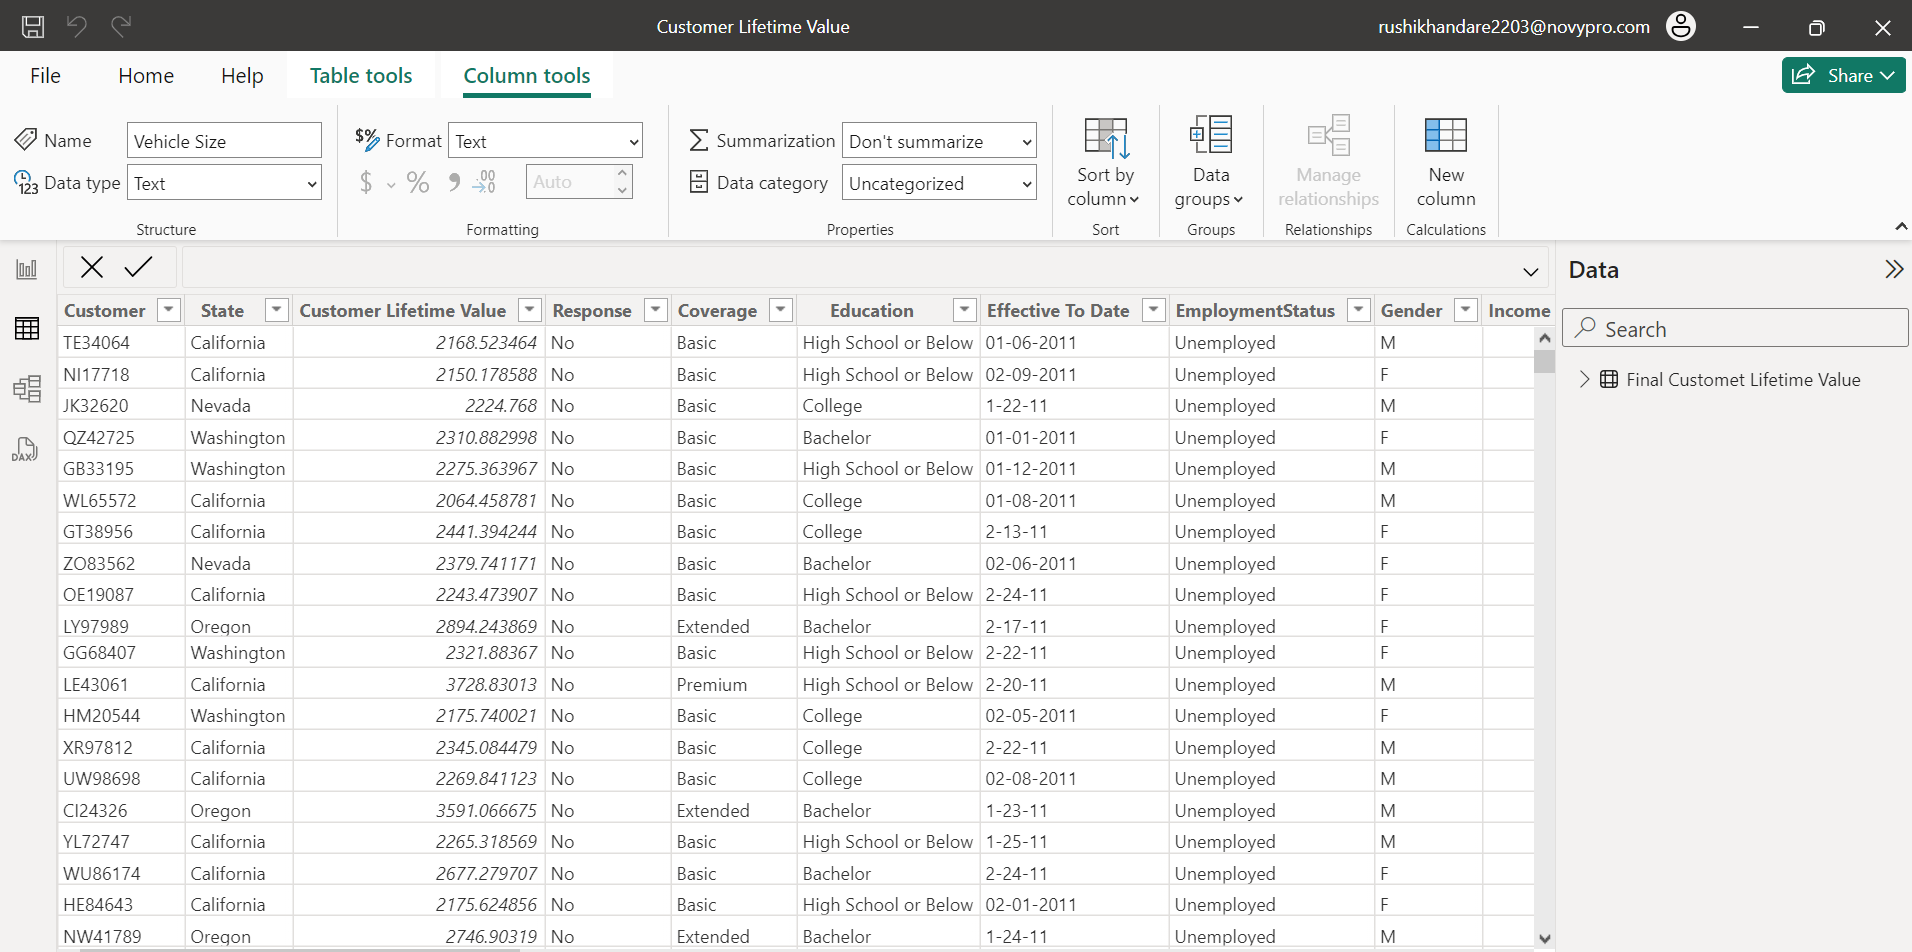 Customer Lifetime Value
rushikhandare2203@novypro.com
File Home Help Table tools Column tools
Share
Name Vehicle Size
Data type Text
Structure
$% Format Text
$ % 9 .00 Auto
Formatting
Summarization Don't summarize
Data category Uncategorized
Properties
Sort by
column
Sort
Data
groups
Groups
Manage
relationships
Relationships
New
column
Calculations
Customer State Customer Lifetime Value Response Coverage Education Effective To Date EmploymentStatus Gender Income
TE34064 California 2168.523464 No Basic High School or Below 01-06-2011 Unemployed M
NI17718 California 2150.178588 No Basic High School or Below 02-09-2011 Unemployed F
JK32620 Nevada 2224.768 No Basic College 1-22-11 Unemployed M
QZ42725 Washington 2310.882998 No Basic Bachelor 01-01-2011 Unemployed F
GB33195 Washington 2275.363967 No Basic High School or Below 01-12-2011 Unemployed M
WL65572 California 2064.458781 No Basic College 01-08-2011 Unemployed M
GT38956 California 2441.394244 No Basic College 2-13-11 Unemployed F
ZO83562 Nevada 2379.741171 No Basic Bachelor 02-06-2011 Unemployed F
OE19087 California 2243.473907 No Basic High School or Below 2-24-11 Unemployed F
LY97989 Oregon 2894.243869 No Extended Bachelor 2-17-11 Unemployed F
GG68407 Washington 2321.88367 No Basic High School or Below 2-22-11 Unemployed F
LE43061 California 3728.83013 No Premium High School or Below 2-20-11 Unemployed M
HM20544 Washington 2175.740021 No Basic College 02-05-2011 Unemployed F
XR97812 California 2345.084479 No Basic College 2-22-11 Unemployed M
UW98698 California 2269.841123 No Basic College 02-08-2011 Unemployed M
CI24326 Oregon 3591.066675 No Extended Bachelor 1-23-11 Unemployed M
YL72747 California 2265.318569 No Basic High School or Below 1-25-11 Unemployed M
WU86174 California 2677.279707 No Basic Bachelor 2-24-11 Unemployed F
HE84643 California 2175.624856 No Basic High School or Below 02-01-2011 Unemployed F
NW41789 Oregon 2746.90319 No Extended Bachelor 1-24-11 Unemployed M
DAX
Data
Search
Final Customet Lifetime Value